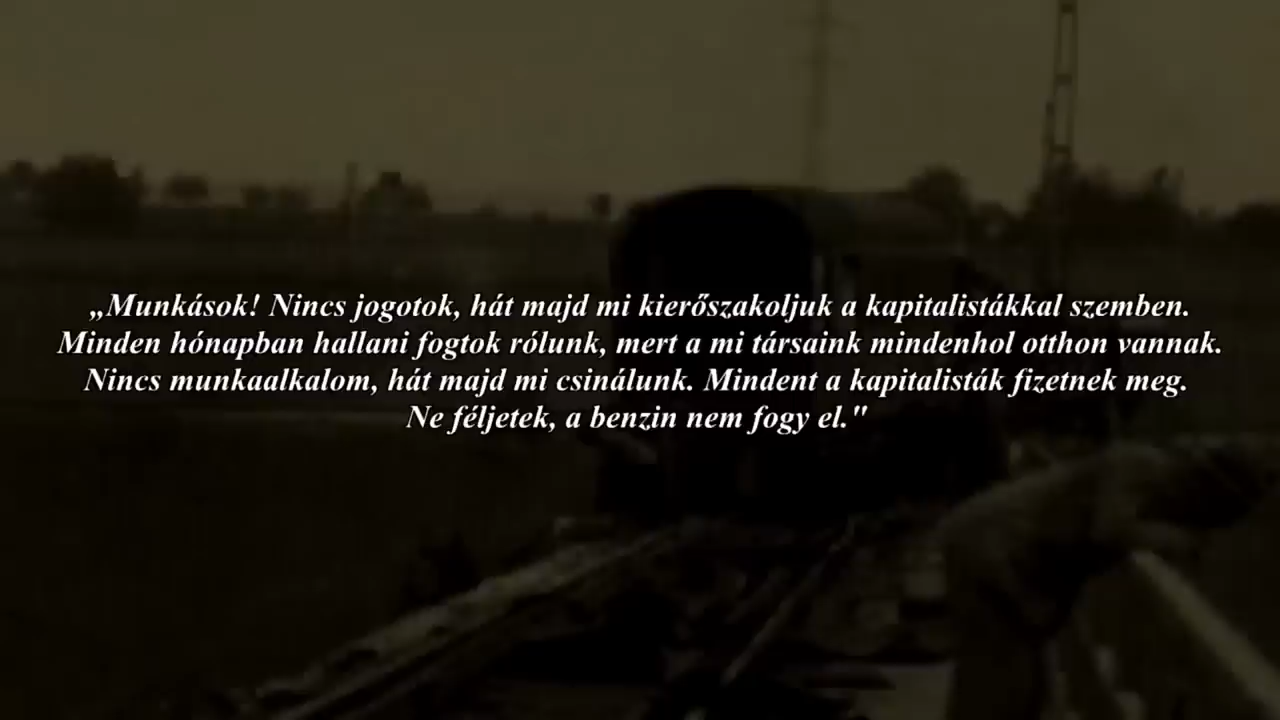 „Munkások! Nincs jogotok, hát majd mi kierőszakoljuk a kapitalistákkal szemben.
Minden hónapban hallani fogtok rólunk, mert a mi társaink mindenhol otthon vannak.
Nincs munkaalkalom, hát majd mi csinálunk. Mindent a kapitalisták fizetnek meg.
Ne féljetek, a benzin nem fogy el."